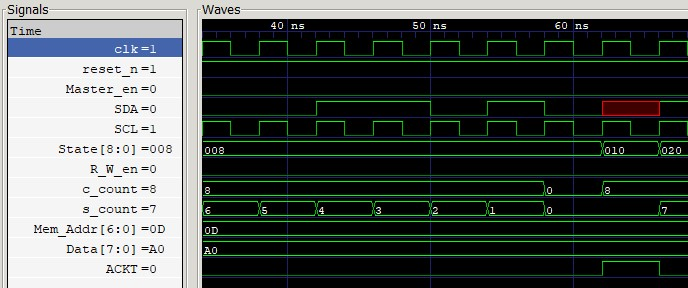 Signals
Waves
Time
40 ns 50 ns 60 ns
clk=1
reset_n=1
Master_en=0
SDA=0
SCL=1
State[8:0]=008 008 010 020
R_W_en=0
c_count=8 8 0 8
s_count=7 6 5 4 3 2 1 0 7
Mem_Addr[6:0]=0D 0D
Data[7:0]=A0 A0
ACKT=0